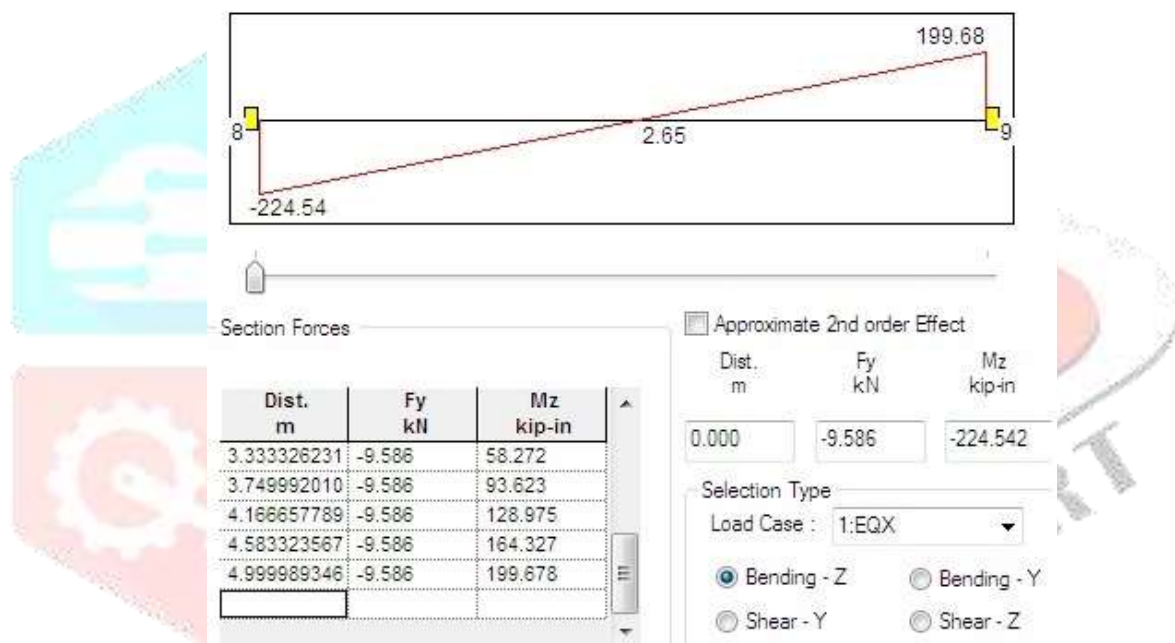 199.68
8
9
2.65
-224.54
Section Forces
Approximate 2nd order Effect
Dist. Fy Mz
m kN kip-in
0.000 -9.586 -224.542
Dist. Fy Mz
m kN kip-in
3.333326231 -9.586 58.272
3.749992010 -9.586 93.623
4.166657789 -9.586 128.975
4.583323567 -9.586 164.327
4.999989346 -9.586 199.678
Selection Type
Load Case : 1:EQX
Bending - Z Bending - Y
Shear - Y Shear - Z
RT